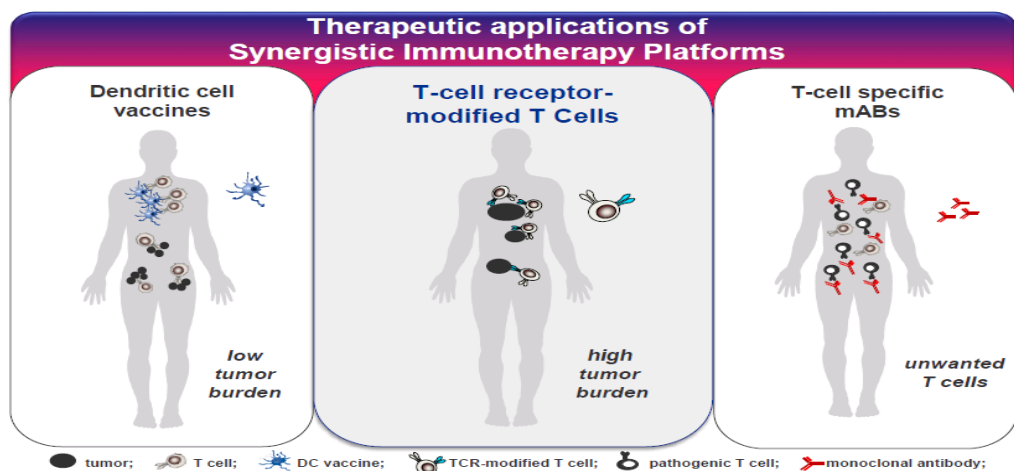 Therapeutic applications of
Synergistic Immunotherapy Platforms
Dendritic cell
vaccines
low
tumor
burden
T-cell receptor-
modified T Cells
high
tumor
burden
T-cell specific
mABs
unwanted
T cells
tumor; T cell; DC vaccine; TCR-modified T cell; pathogenic T cell; monoclonal antibody;